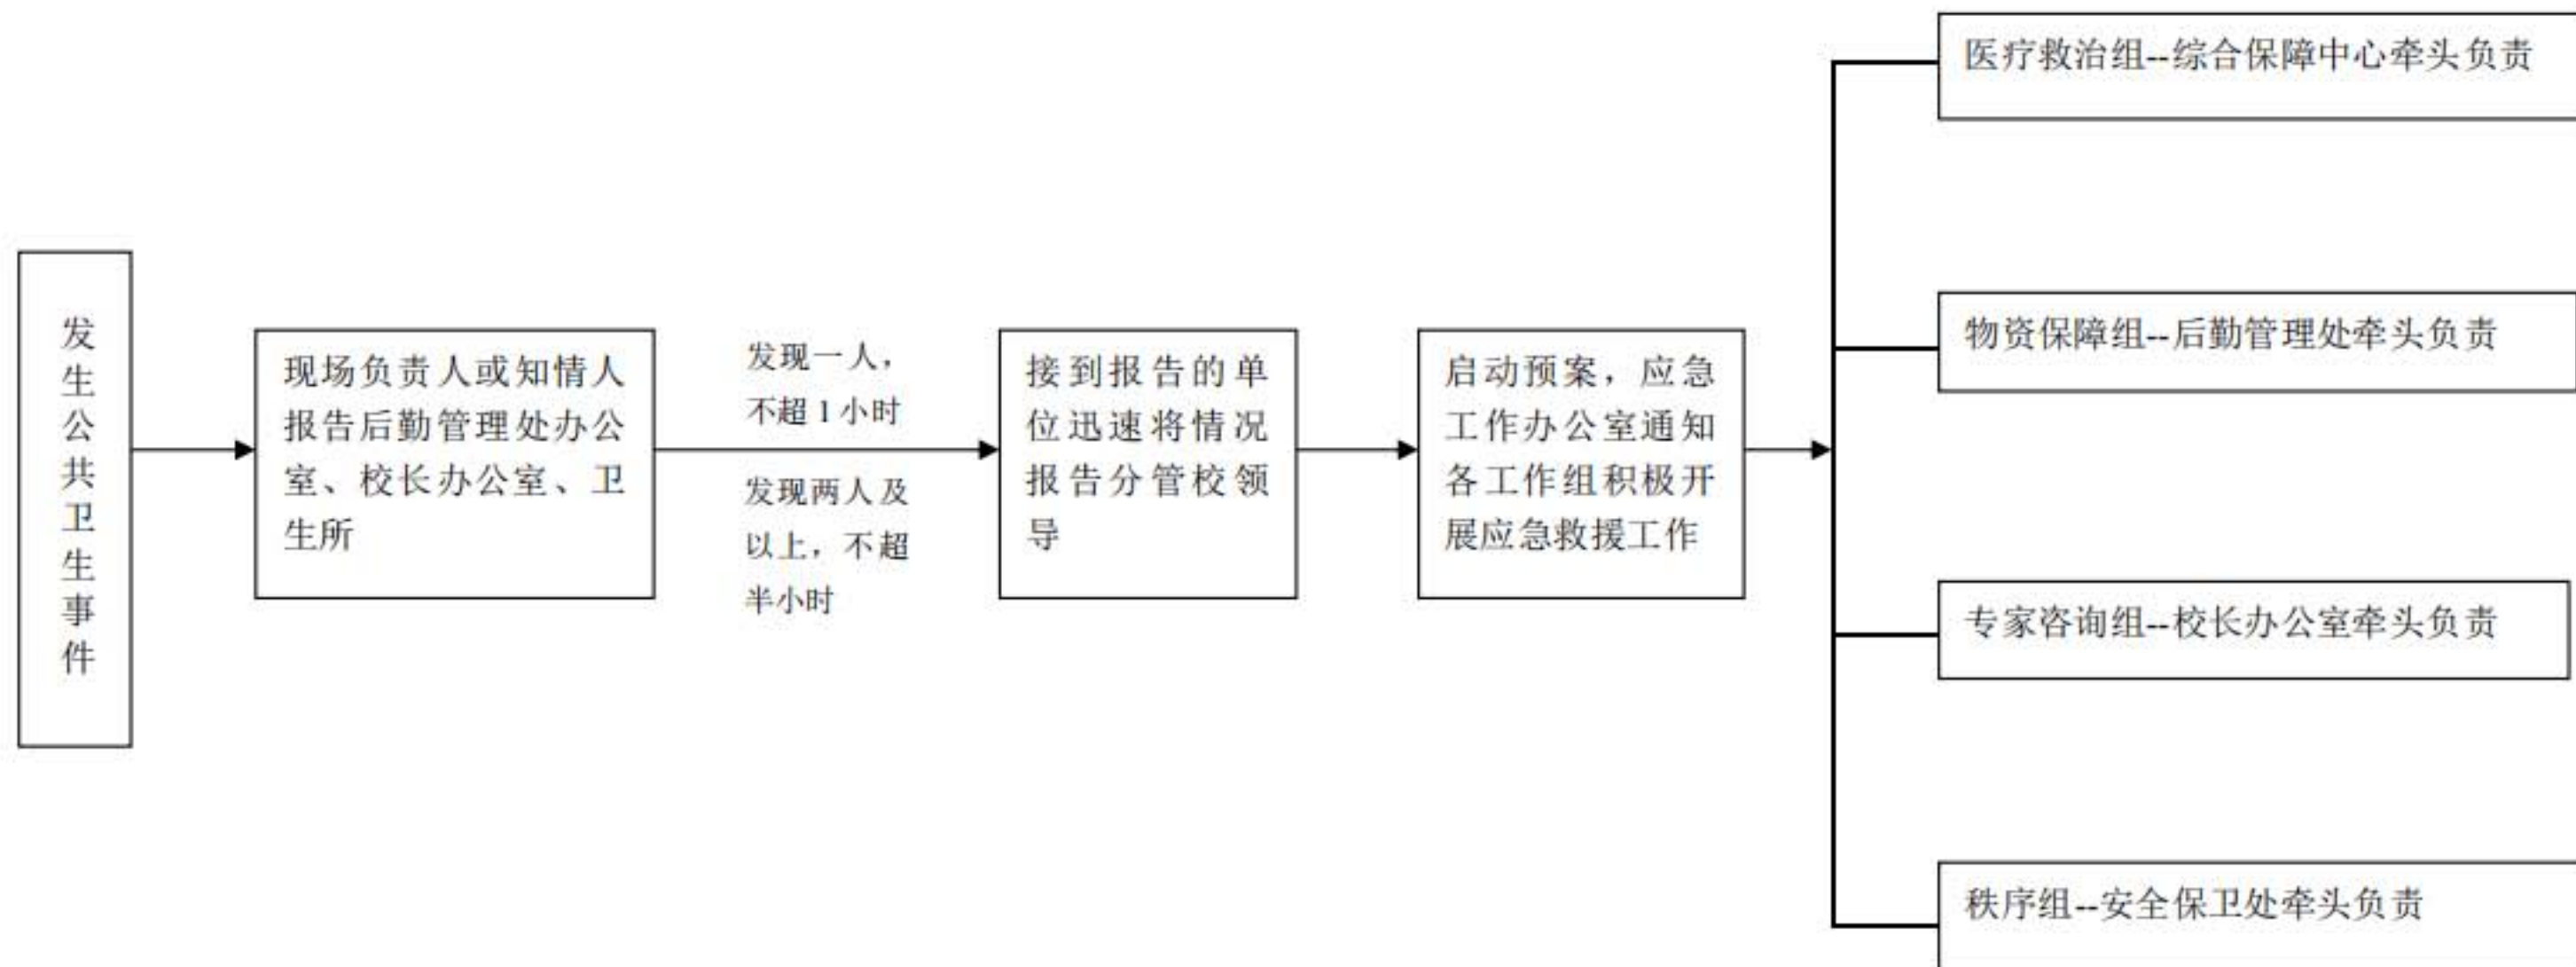 发生公共卫生事件
现场负责人或知情人
报告后勤管理处办公
室、校长办公室、卫
生所
发现一人，
不超 1 小时
发现两人及
以上，不超
半小时
接到报告的单
位迅速将情况
报告分管校领
导
启动预案，应急
工作办公室通知
各工作组积极开
展应急救援工作
医疗救治组--综合保障中心牵头负责
物资保障组--后勤管理处牵头负责
专家咨询组--校长办公室牵头负责
秩序组--安全保卫处牵头负责